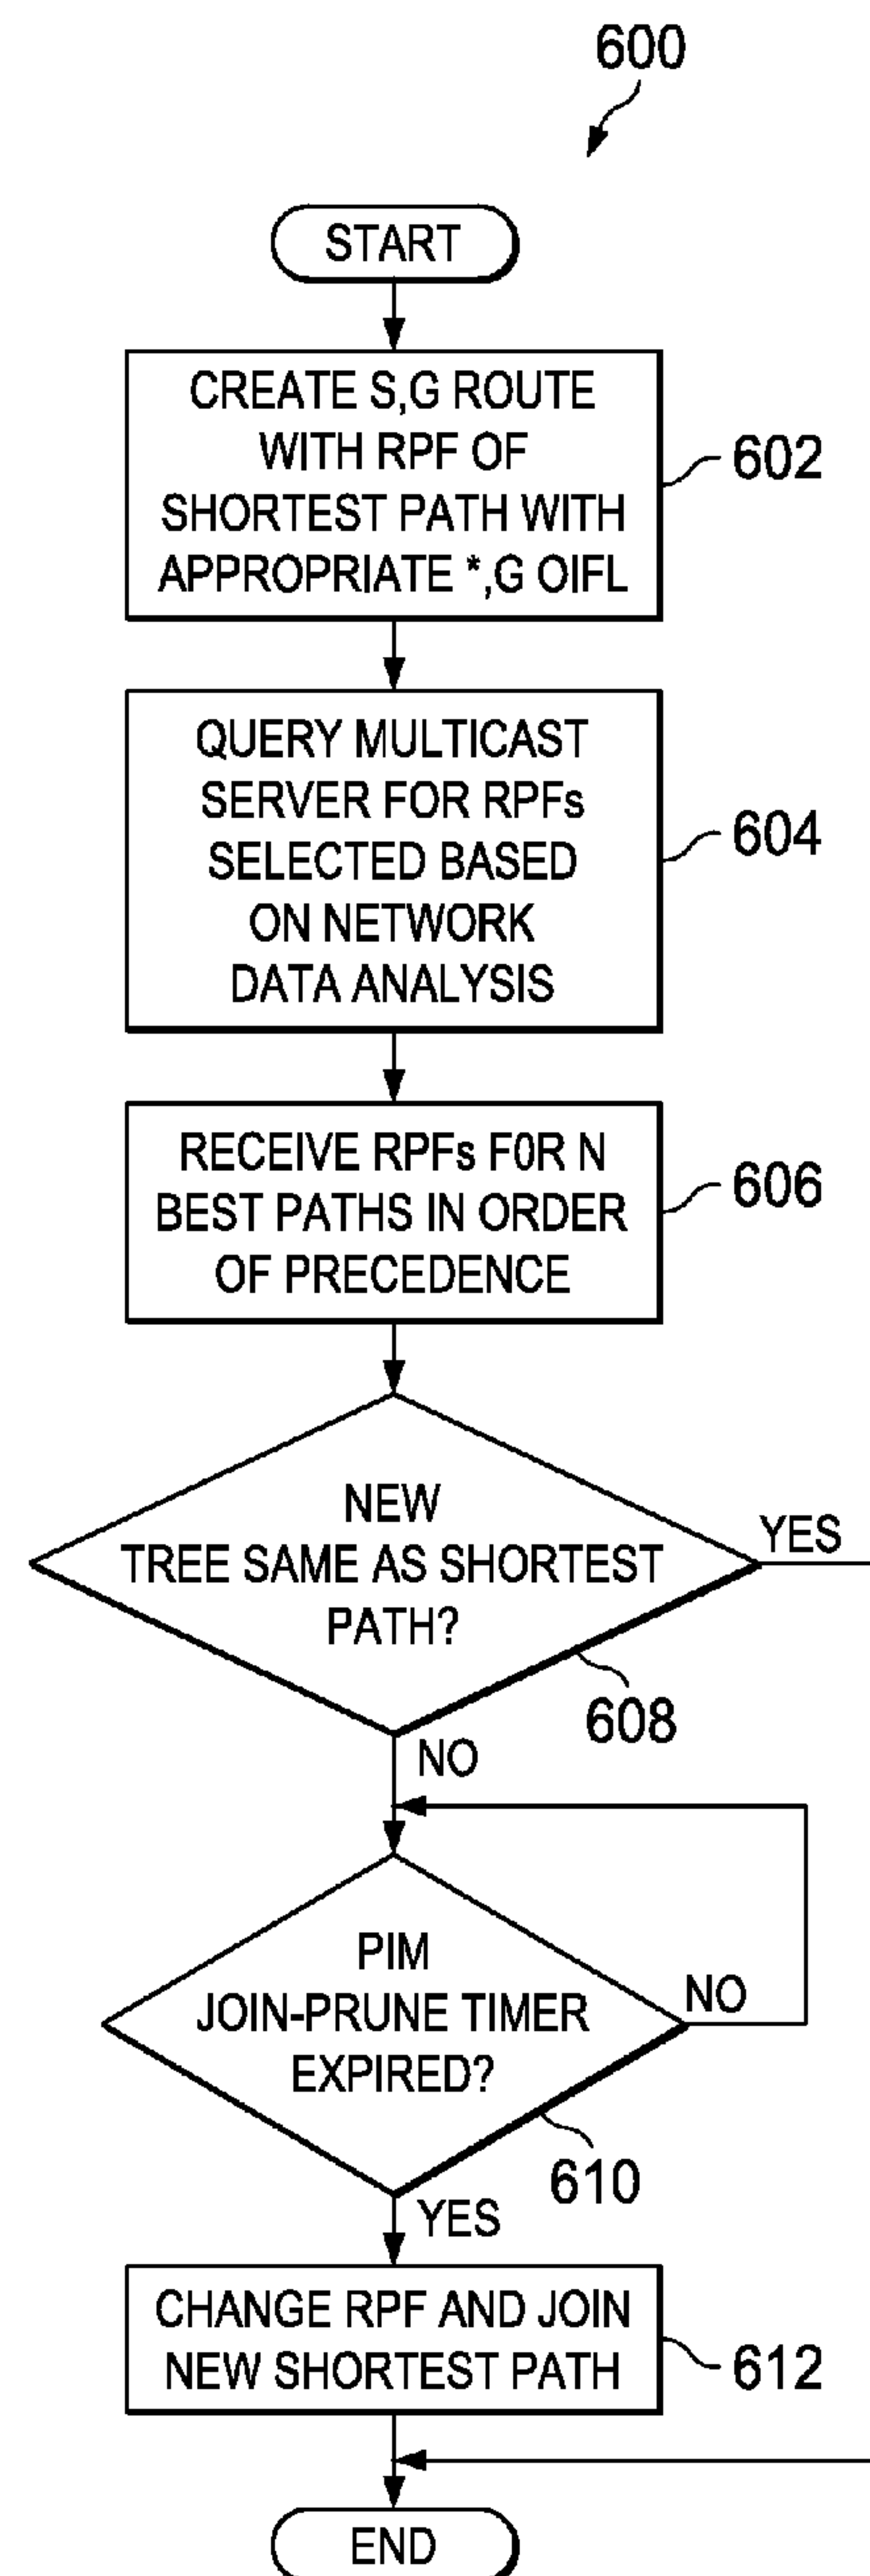 600
START
CREATE S,G ROUTE
WITH RPF OF
SHORTEST PATH WITH
APPROPRIATE *,G OIFL
602
QUERY MULTICAST
SERVER FOR RPFs
SELECTED BASED
ON NETWORK
DATA ANALYSIS
604
RECEIVE RPFs F0R N
BEST PATHS IN ORDER
OF PRECEDENCE
606
NEW
TREE SAME AS SHORTEST
PATH?
YES
608
NO
PIM
JOIN-PRUNE TIMER
EXPIRED?
NO
610
YES
CHANGE RPF AND JOIN
NEW SHORTEST PATH
612
END